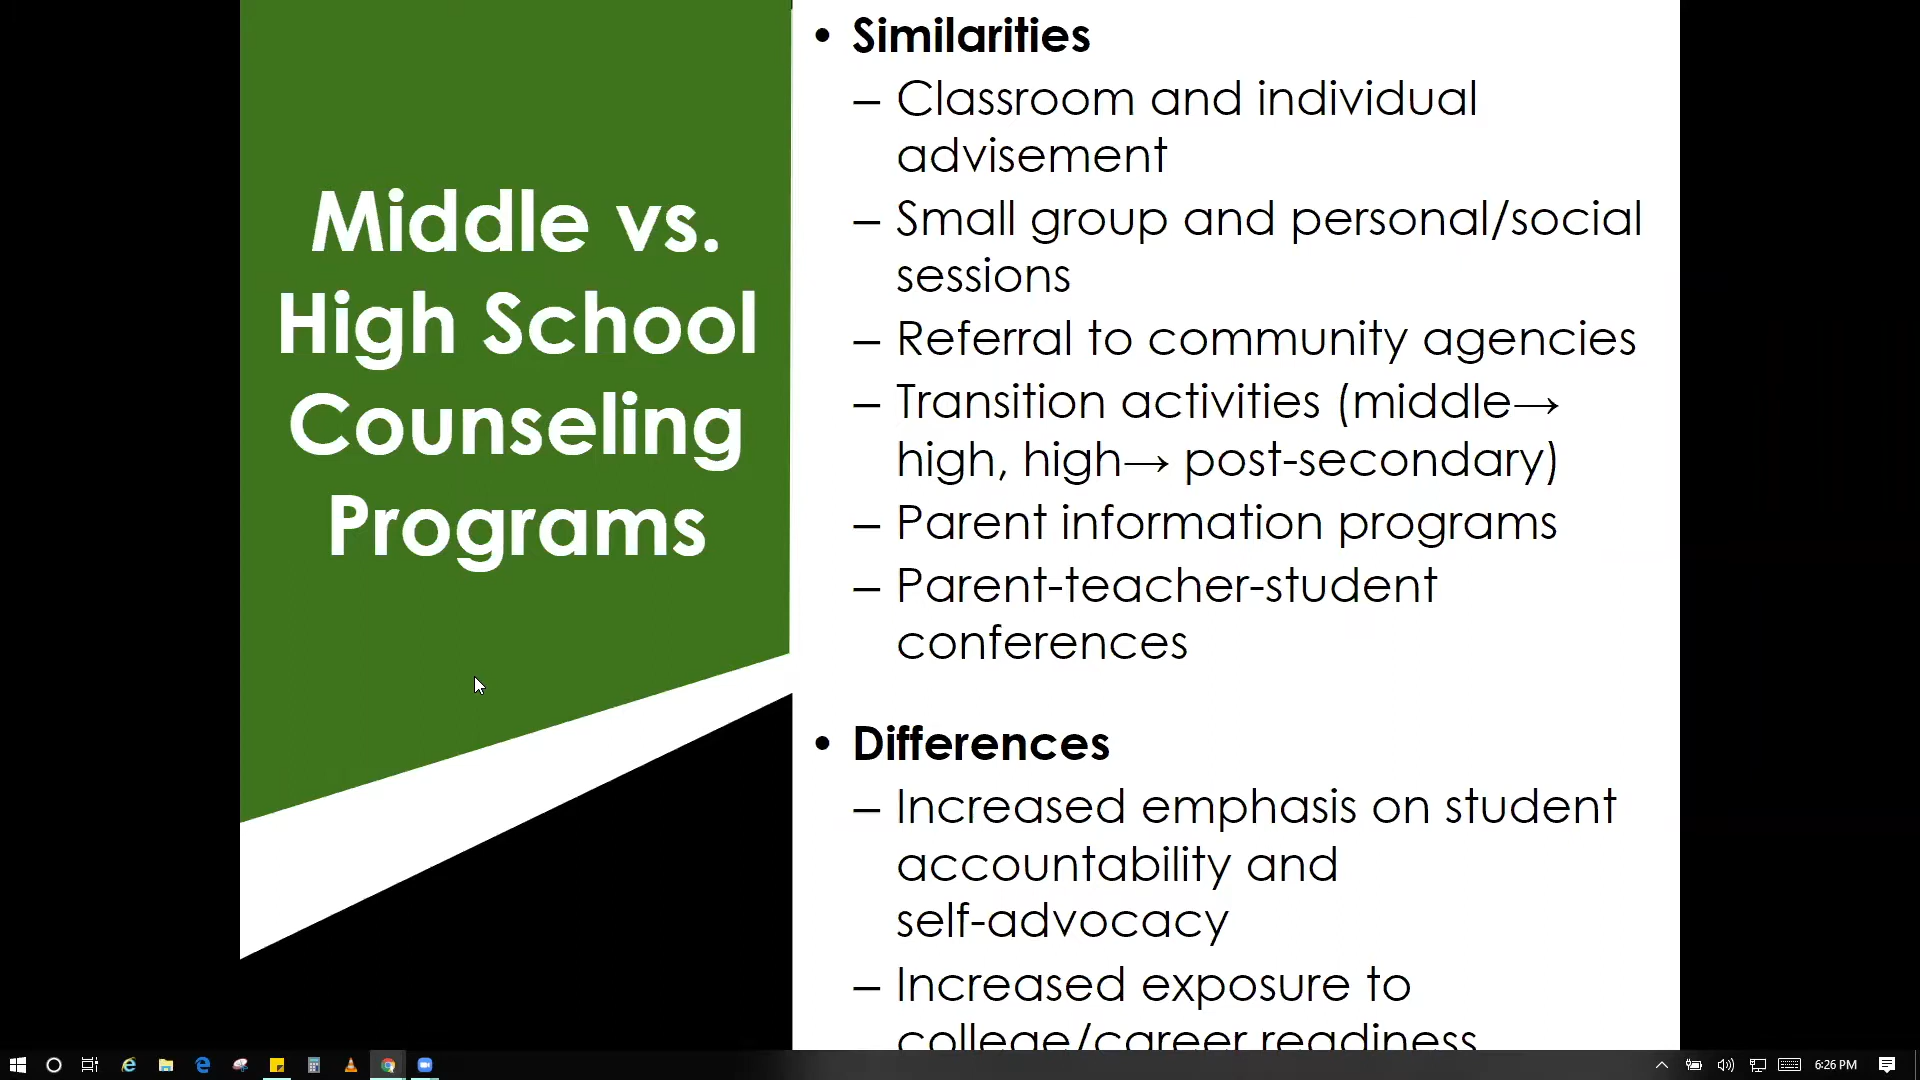 Middle vs.
High School
Counseling
Programs
• Similarities
– Classroom and individual
advisement
– Small group and personal/social
sessions
– Referral to community agencies
– Transition activities (middle→
high, high→ post-secondary)
– Parent information programs
– Parent-teacher-student
conferences
• Differences
– Increased emphasis on student
accountability and
self-advocacy
– Increased exposure to
college/career readiness
6:26 PM